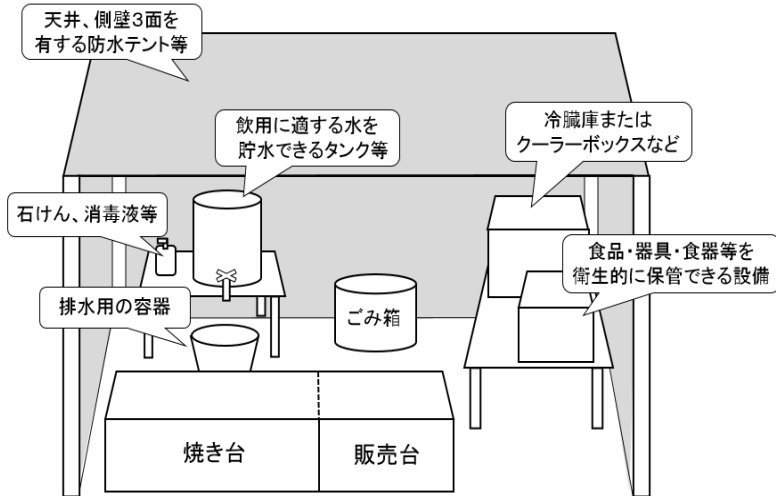 天井、側壁3面を
有する防水テント等
飲用に適する水を
貯水できるタンク等
冷臓庫または
クーラーボックスなど
石けん、消毒液等
食品・器具・食器等を
衛生的に保管できる設備
排水用の容器
ごみ箱
焼き台
販売台